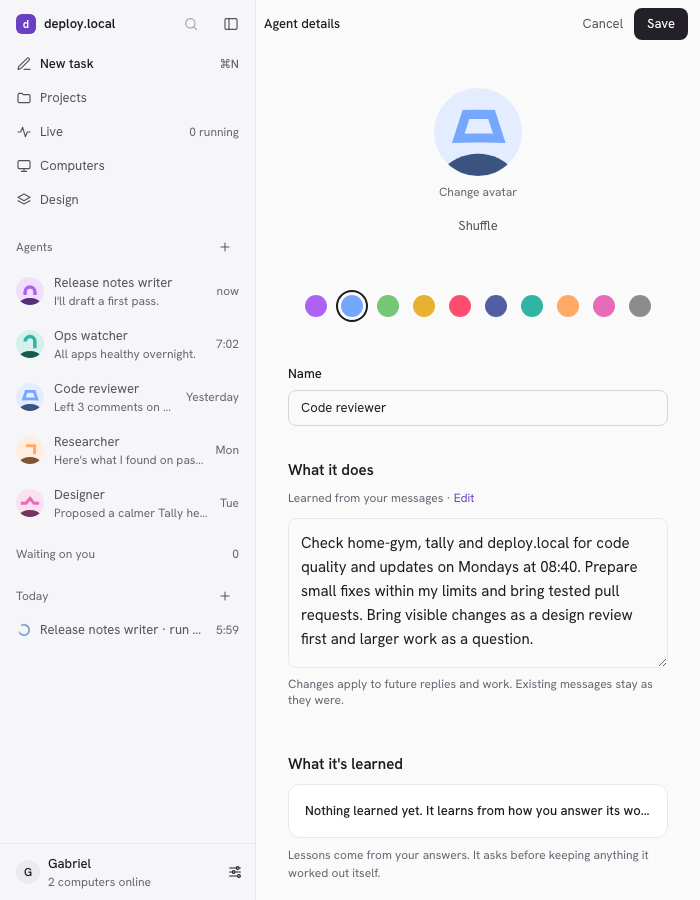 d deploy.local
New task ⌘N
Projects
Live 0 running
Computers
Design
Agents
Release notes writer
I'll draft a first pass. now
Ops watcher
All apps healthy overnight. 7:02
Code reviewer
Left 3 comments on ... Yesterday
Researcher
Here's what I found on pas... Mon
Designer
Proposed a calmer Tally he... Tue
Waiting on you 0
Today
Release notes writer · run ... 5:59
G Gabriel
2 computers online
Agent details Cancel Save
Change avatar
Shuffle
Name
Code reviewer
What it does
Learned from your messages · Edit
Check home-gym, tally and deploy.local for code
quality and updates on Mondays at 08:40. Prepare
small fixes within my limits and bring tested pull
requests. Bring visible changes as a design review
first and larger work as a question.
Changes apply to future replies and work. Existing messages stay as
they were.
What it's learned
Nothing learned yet. It learns from how you answer its wo...
Lessons come from your answers. It asks before keeping anything it
worked out itself.